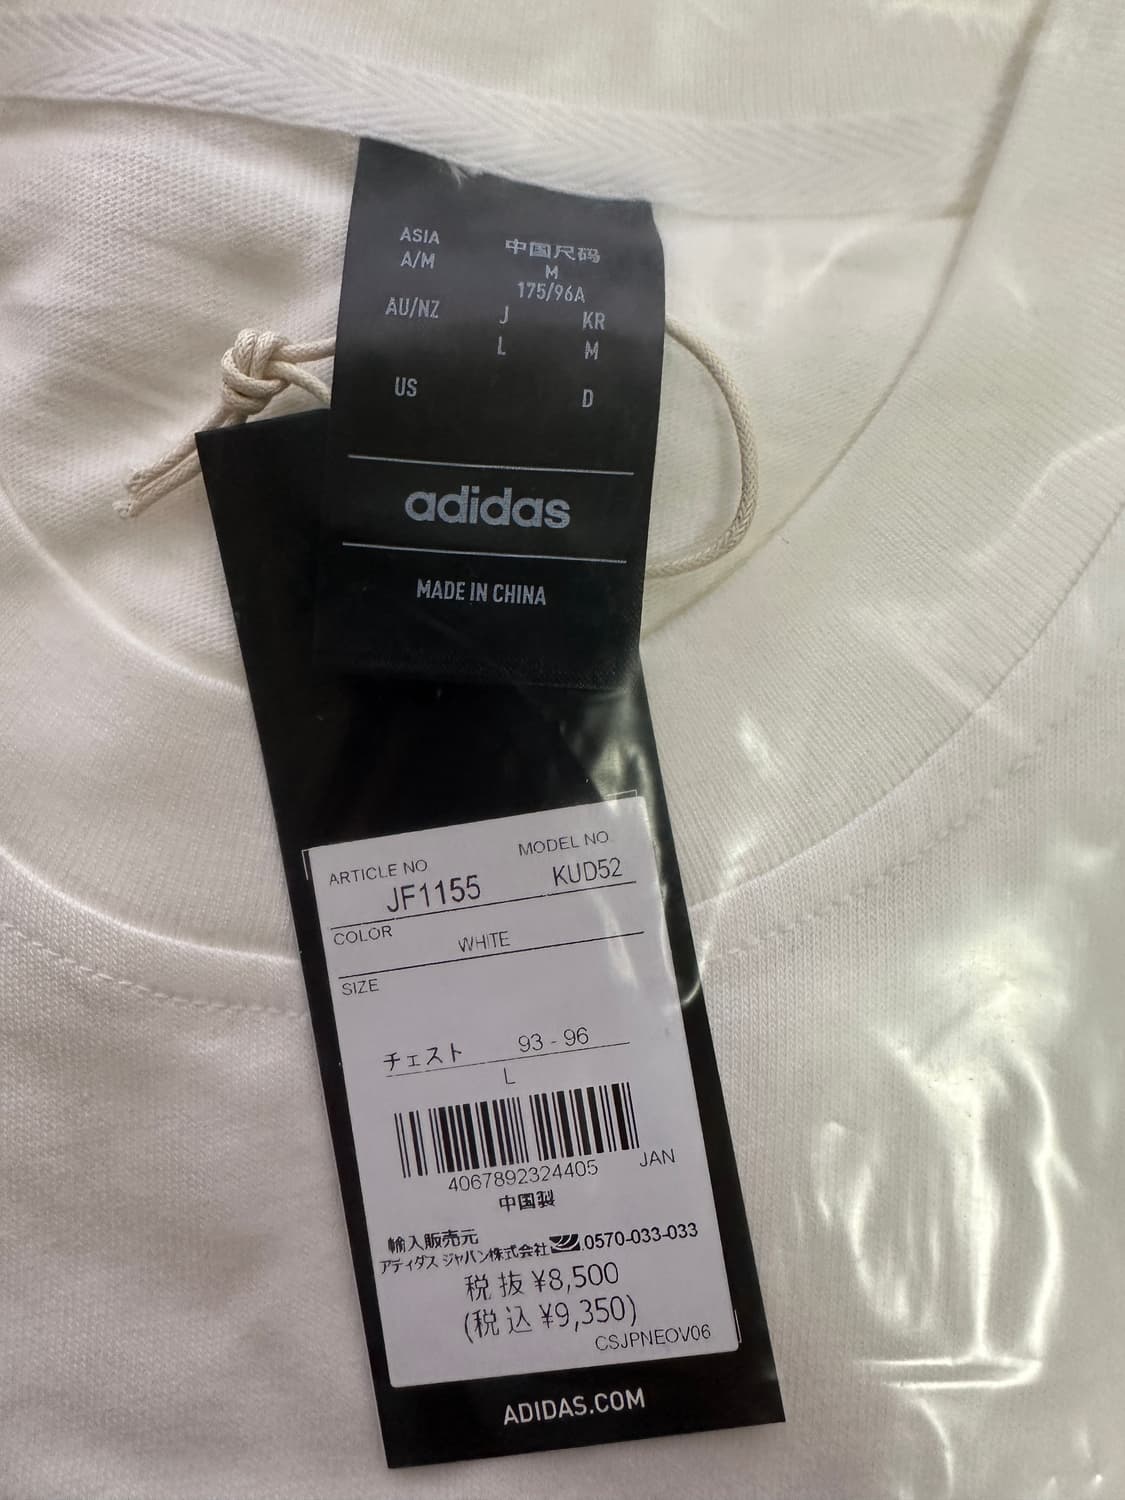 ASIA
A/M
中国尺码
M
175/96A
AU/NZ
J
L
KR
M
US
D
adidas
MADE IN CHINA
ARTICLE NO
MODEL NO.
JF1155
KUD52
COLOR
WHITE
SIZE
チェスト 93 - 96
L
4067892324405
JAN
中国製
輸入販売元
アディダス ジャパン株式会社 0570-033-033
税 抜 ¥8,500
(税 込 ¥9,350)
CSJPNEOV06
ADIDAS.COM